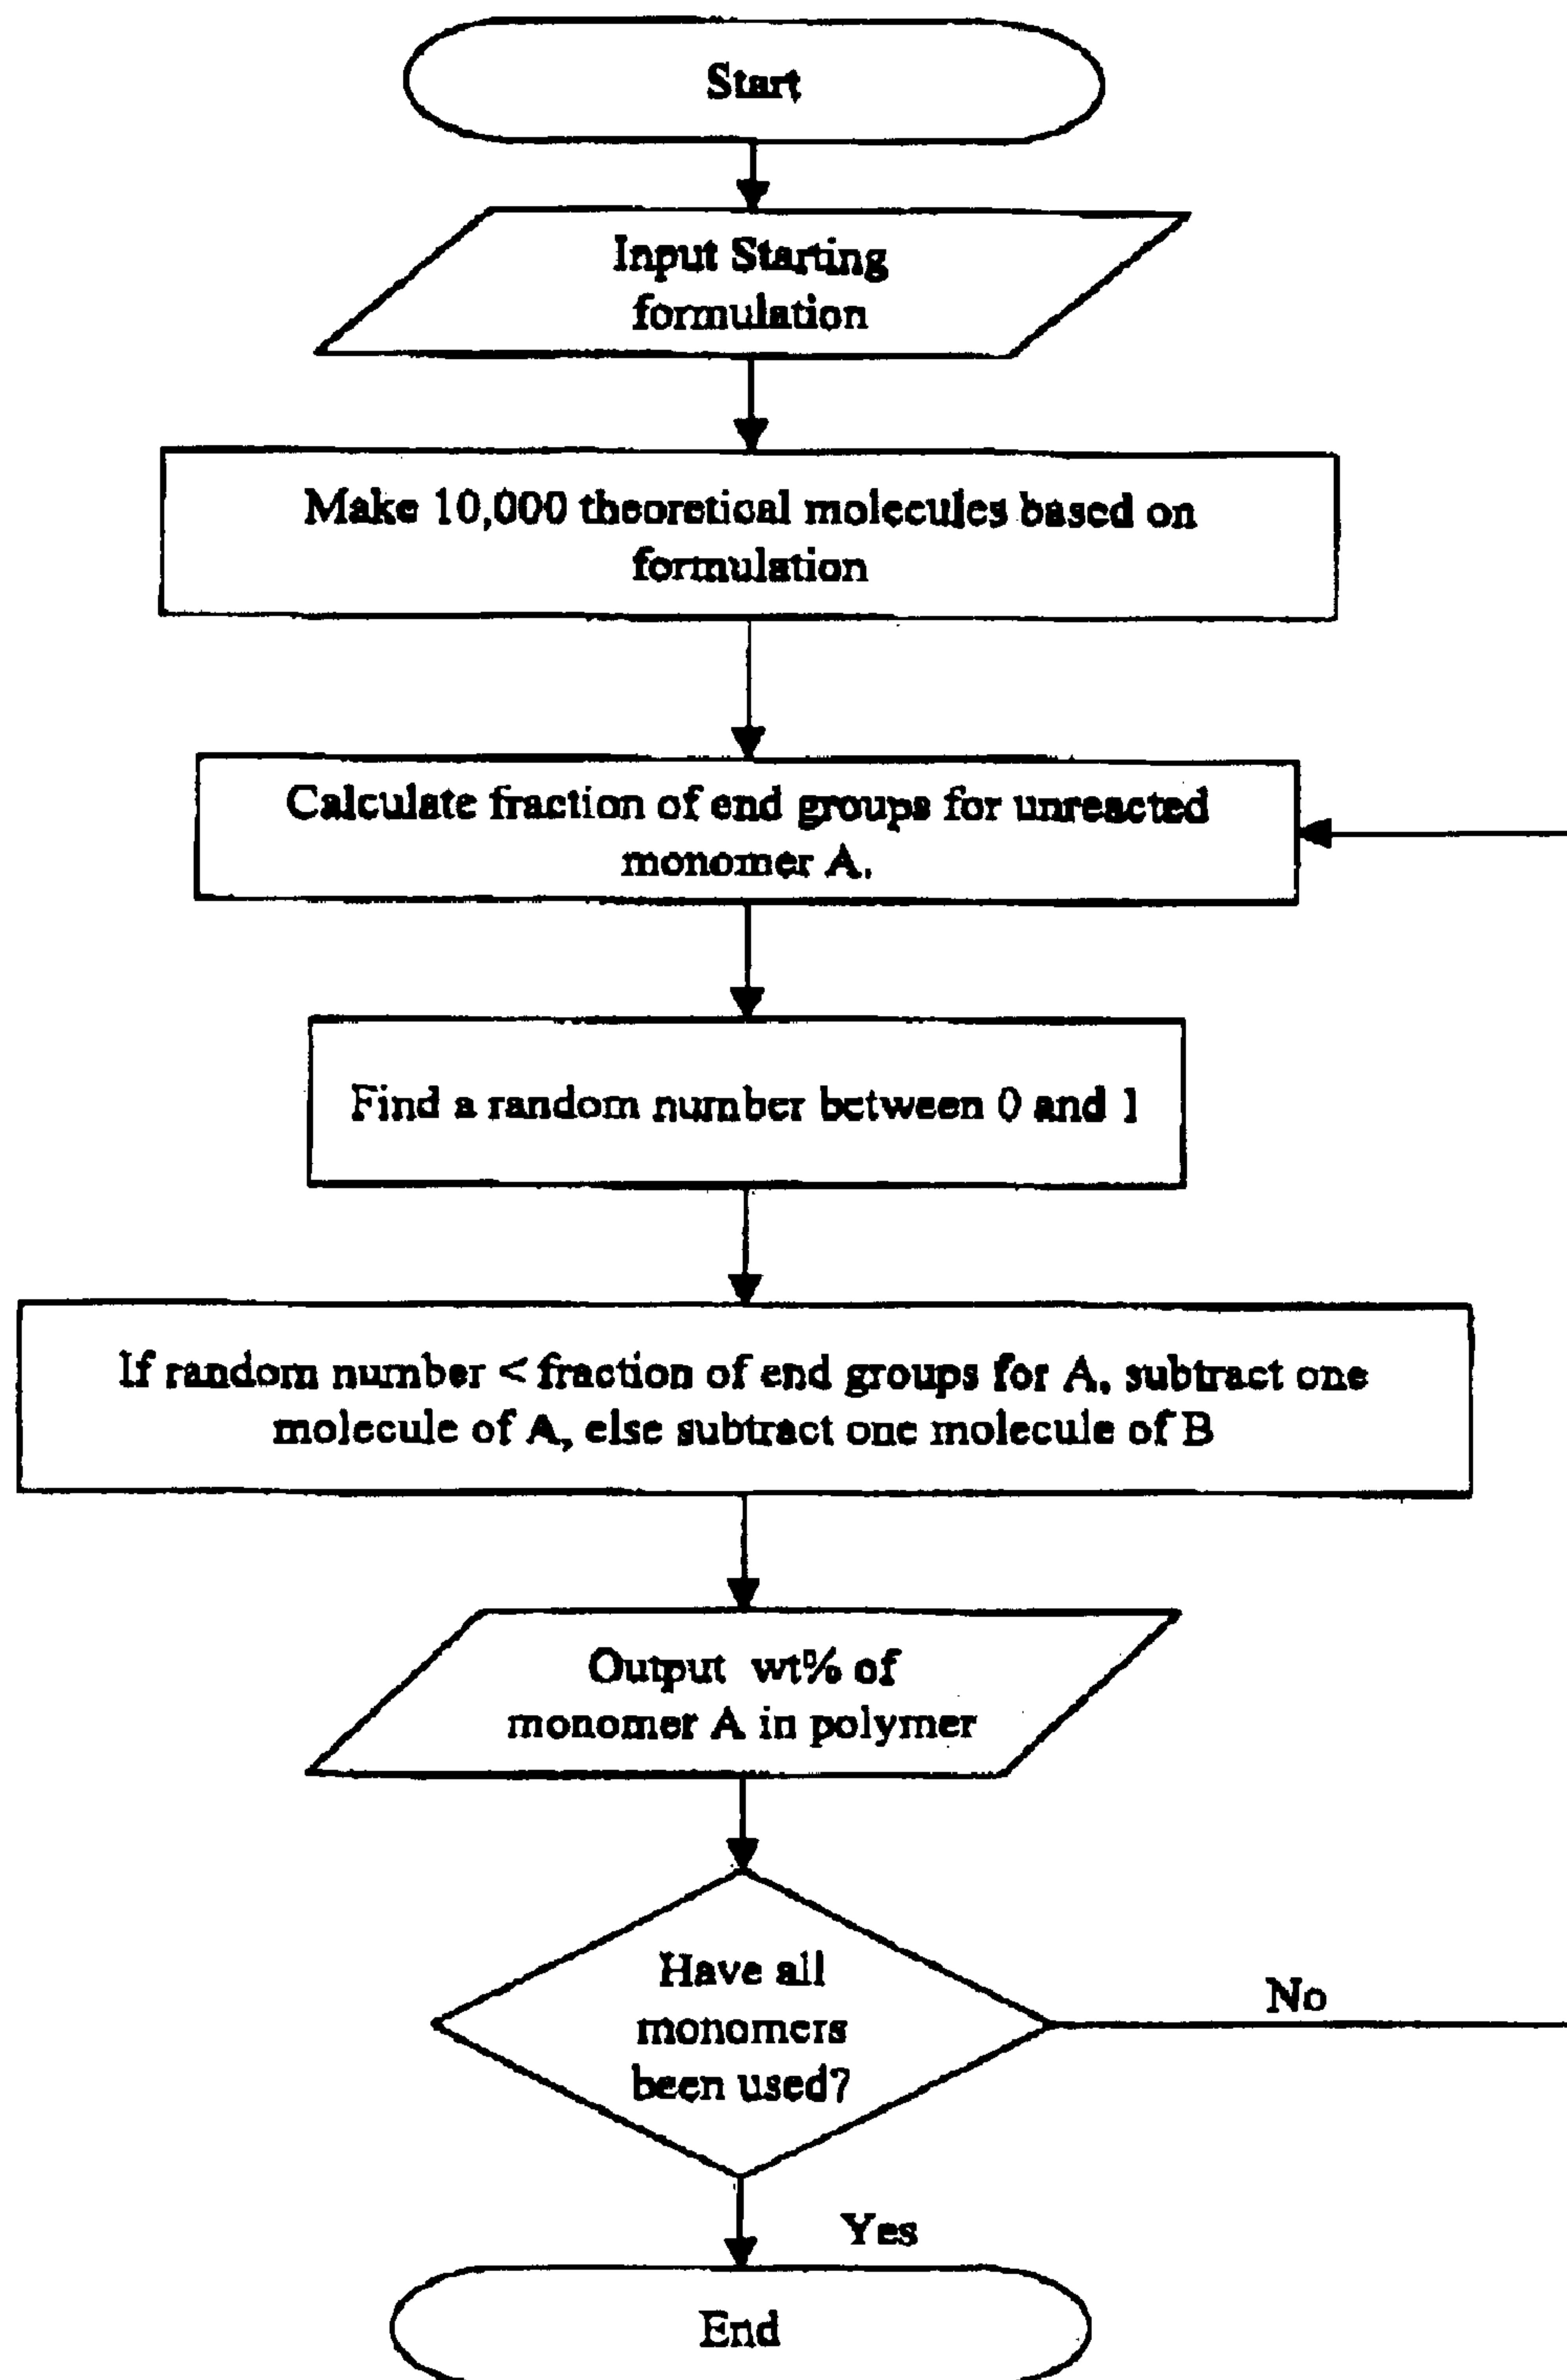 Start
Input Starting
formulation
Make 10,000 theoretical molecules based on
formulation
Calculate fraction of end groups for unreacted
monomer A.
Find a random number between 0 and 1
If random number < fraction of end groups for A, subtract one
molecule of A, else subtract one molecule of B
Output wt% of
monomer A in polymer
Have all
monomers
been used?
No
Yes
End